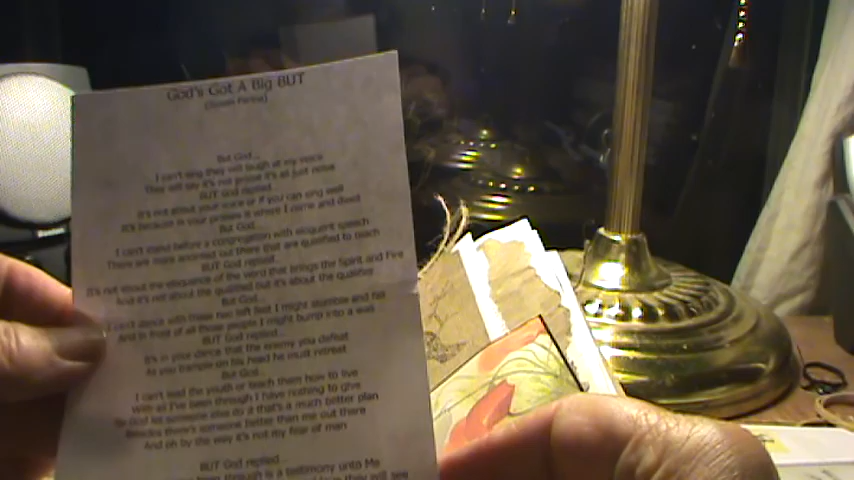 God's Got A Big BUT
But God...
I can't sing they will laugh at my voice
They will say it's not praise it's all just noise
BUT God replied...
It's not about your voice or if you can sing well
It's because in your praises is where I come and dwell
But God...
I can't stand before a congregation with eloquent speech
There are more anointed out there that are qualified to teach
BUT God replied...
It's not about the eloquence of the word that brings the Spirit and Fire
And it's not about the qualified but it's about the qualifier
But God...
I can't dance with these two left feet I might stumble and fall
And in front of all those people I might bump into a wall
BUT God replied...
It's in your dance that the enemy you defeat
As you trample on his head he must retreat
But God...
I can't lead the youth or teach them how to live
With all I've been through I have nothing to give
So God let someone else do it that's a much better plan
Besides there's someone better than me out there
And oh by the way it's not my fear of man
BUT God replied...
been through is a testimony unto Me
they will see